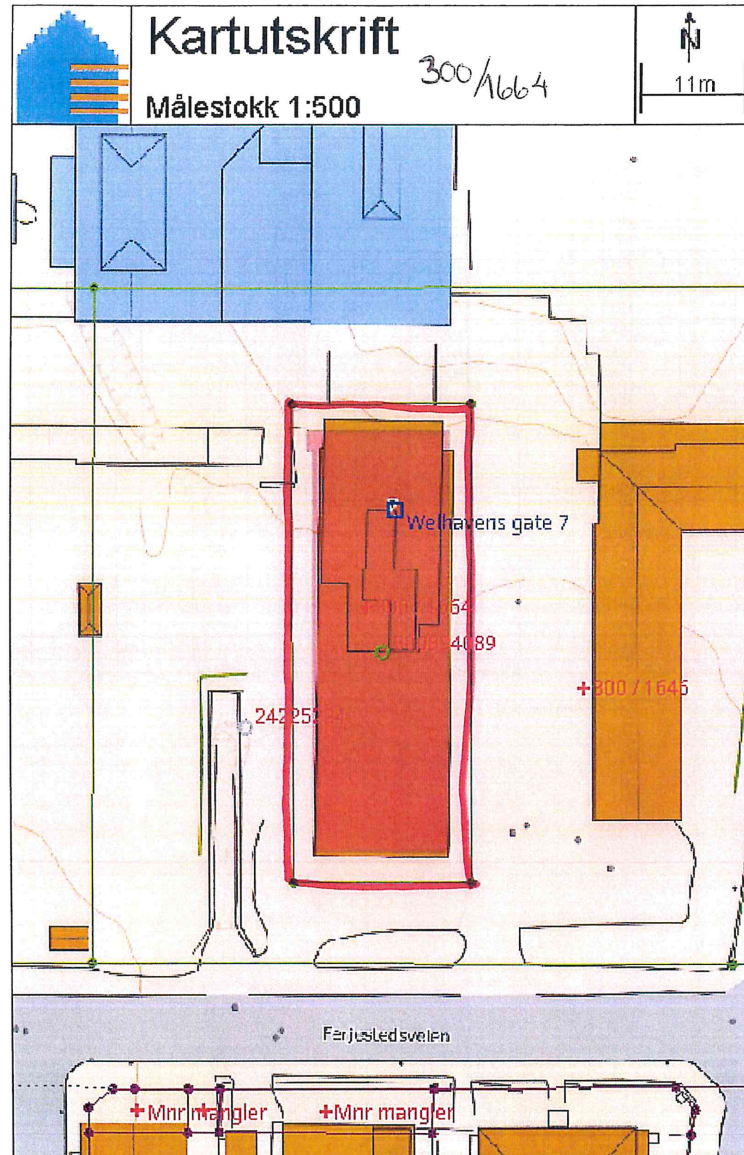 Kartutskrift
300/1664
Målestokk 1:500
N
11m
Welhavens gate 7
300 / 1645
Ferjestedsveien
Mnr mangler
Mnr mangler